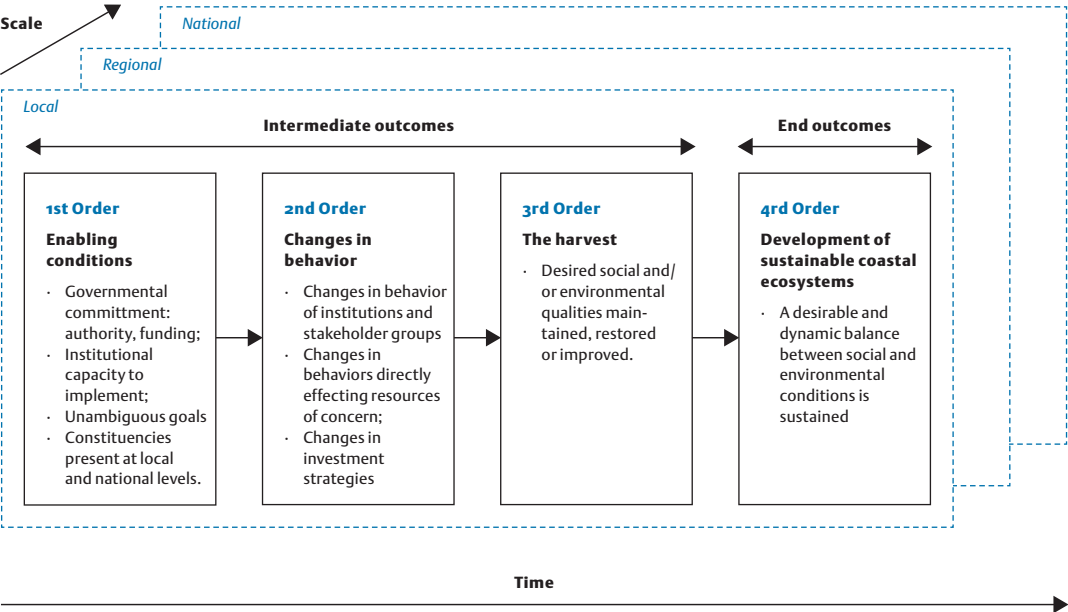 Scale
National
Regional
Local
Intermediate outcomes
End outcomes
1st Order
Enabling
conditions
· Governmental
committment:
authority, funding;
· Institutional
capacity to
implement;
· Unambiguous goals
· Constituencies
present at local
and national levels.
2nd Order
Changes in
behavior
· Changes in behavior
of institutions and
stakeholder groups
· Changes in
behaviors directly
effecting resources
of concern;
· Changes in
investment
strategies
3rd Order
The harvest
· Desired social and/
or environmental
qualities main-
tained, restored
or improved.
4rd Order
Development of
sustainable coastal
ecosystems
· A desirable and
dynamic balance
between social and
environmental
conditions is
sustained
Time